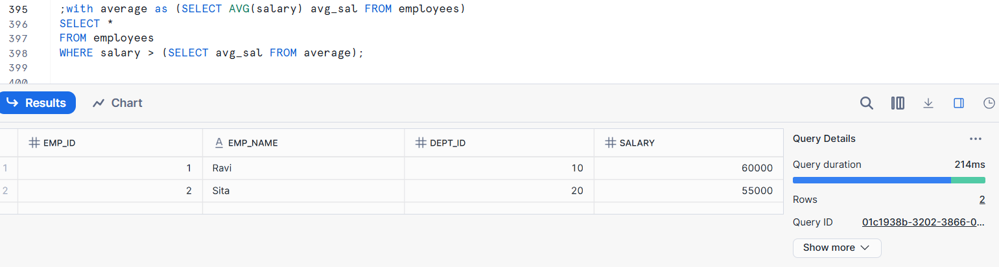 395 ;with average as (SELECT AVG(salary) avg_sal FROM employees)
396 SELECT *
397 FROM employees
398 WHERE salary > (SELECT avg_sal FROM average);
399
400
Results Chart
EMP_ID A EMP_NAME DEPT_ID SALARY Query Details ...
1 1 Ravi 10 60000 Query duration 214ms
2 2 Sita 20 55000
Rows 2
Query ID 01c1938b-3202-3866-0...
Show more